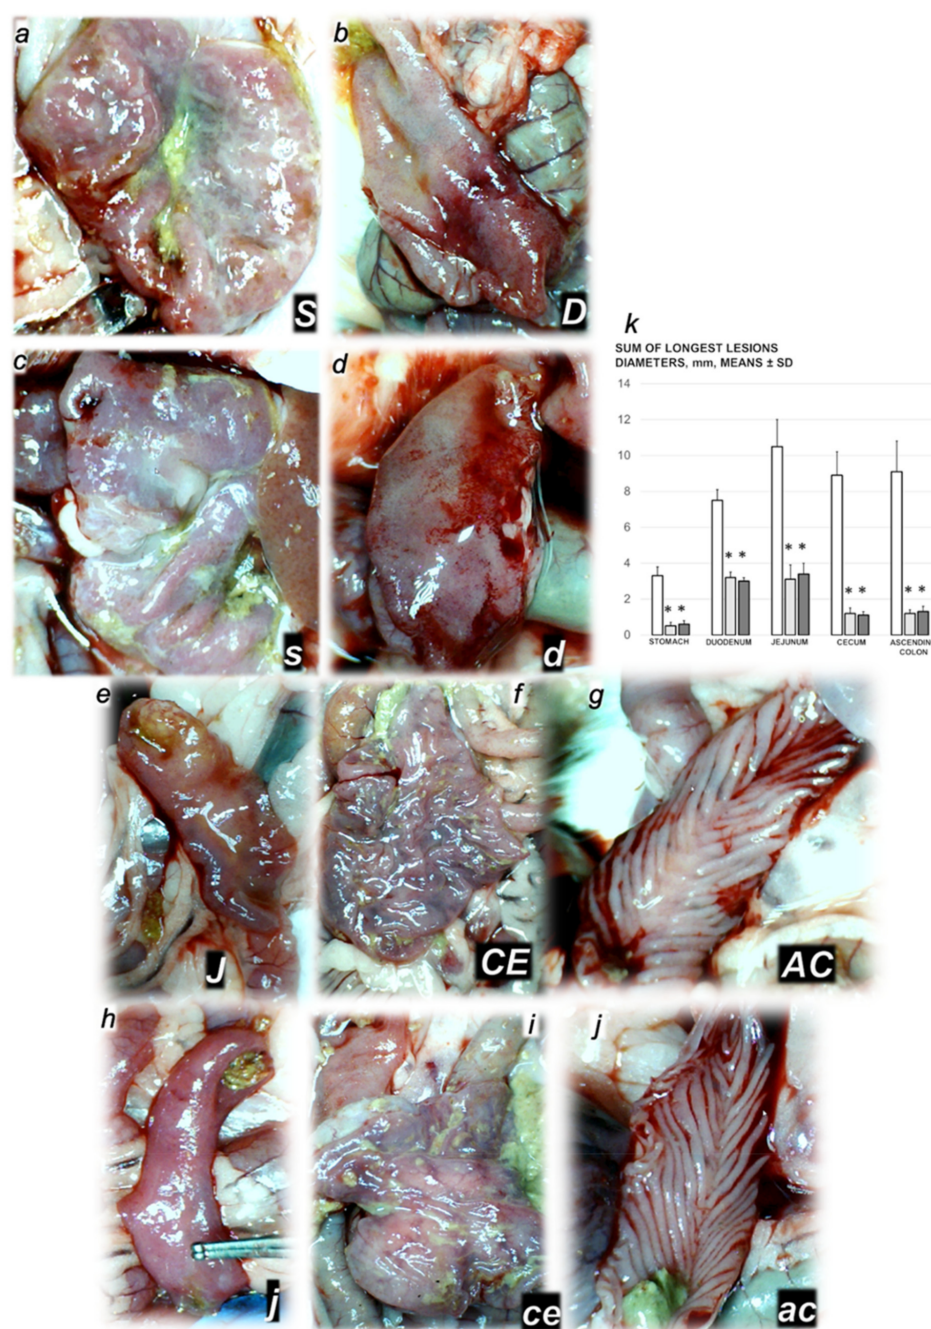 a
b
S
D
c
d
k
SUM OF LONGEST LESIONS
DIAMETERS, mm, MEANS ± SD
14
12
10
8
6
4
2
0
* *
* *
* *
* *
* *
STOMACH DUODENUM JEJUNUM CECUM ASCENDIN
COLON
s
d
e
f
g
J
CE
AC
h
i
j
j
ce
ac